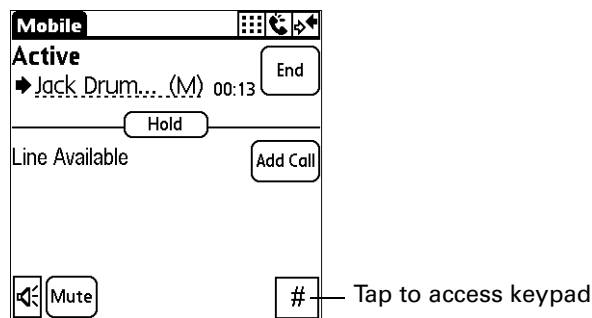 Mobile
Active
Jack Drum... (M) 00:13
End
Hold
Line Available
Add Call
Mute
# Tap to access keypad